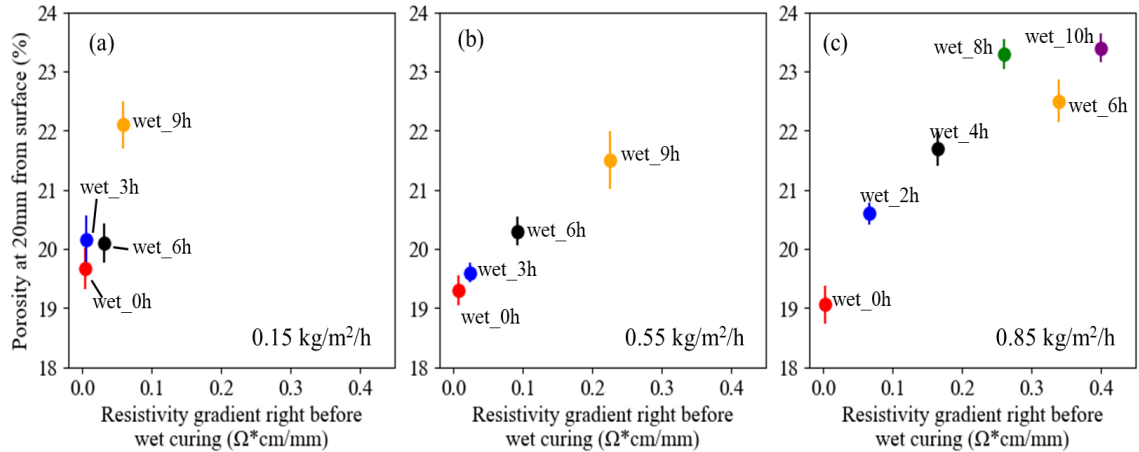 Porosity at 20mm from surface (%)
24
23
22
21
20
19
18
(a)
wet_9h
wet_3h
wet_6h
wet_0h
0.15 kg/m²/h
0.0 0.1 0.2 0.3 0.4
Resistivity gradient right before
wet curing (Ω*cm/mm)
24
23
22
21
20
19
18
(b)
wet_9h
wet_6h
wet_3h
wet_0h
0.55 kg/m²/h
0.0 0.1 0.2 0.3 0.4
Resistivity gradient right before
wet curing (Ω*cm/mm)
24
23
22
21
20
19
18
(c)
wet_10h
wet_8h
wet_6h
wet_4h
wet_2h
wet_0h
0.85 kg/m²/h
0.0 0.1 0.2 0.3 0.4
Resistivity gradient right before
wet curing (Ω*cm/mm)